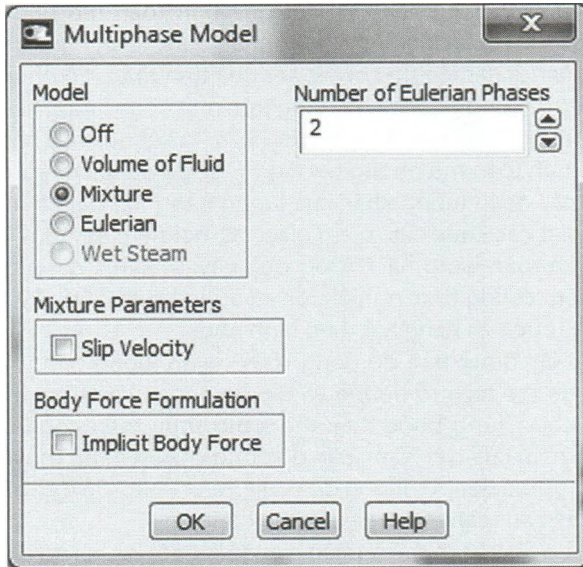 Multiphase Model
Model
Off
Volume of Fluid
Mixture
Eulerian
Wet Steam
Number of Eulerian Phases
2
Mixture Parameters
Slip Velocity
Body Force Formulation
Implicit Body Force
OK Cancel Help